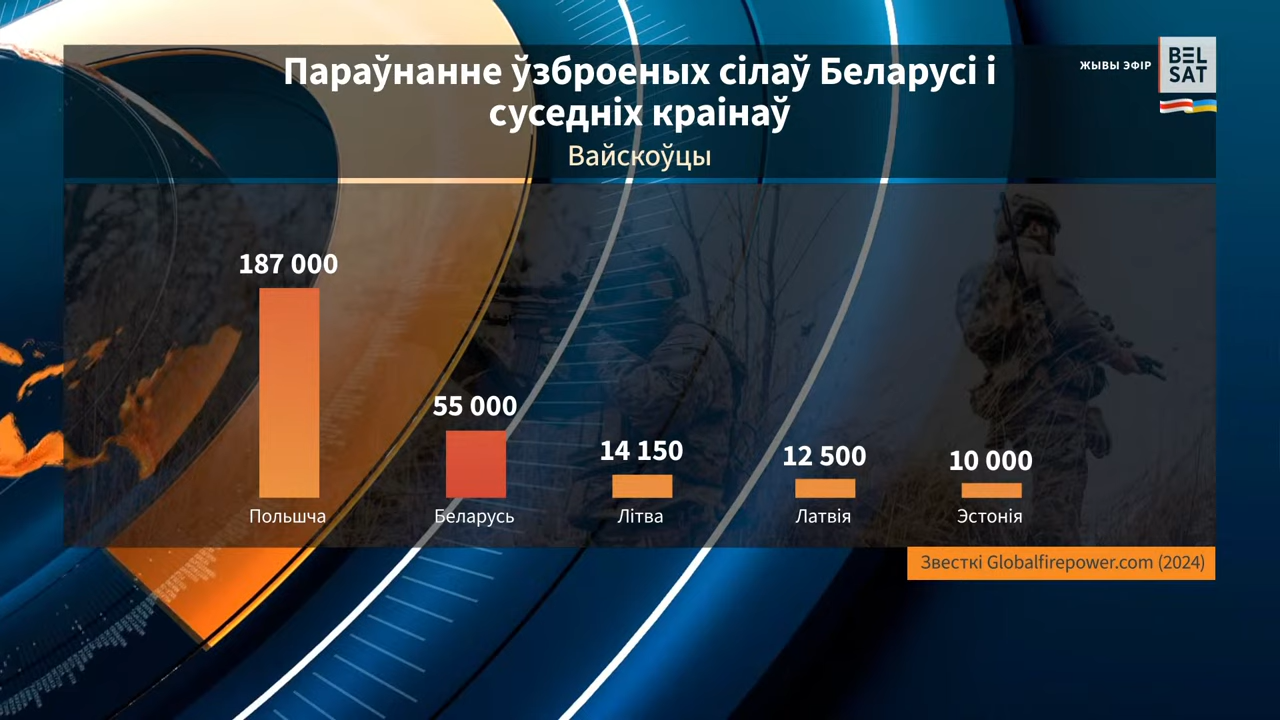 Параўнанне ўзброеных сілаў Беларусі і
суседніх краінаў
Вайскоўцы
ЖЫВЫ ЭФІР
BEL
SAT
187 000
55 000
14 150
12 500
10 000
Польшча
Беларусь
Літва
Латвія
Эстонія
Звесткі Globalfirepower.com (2024)